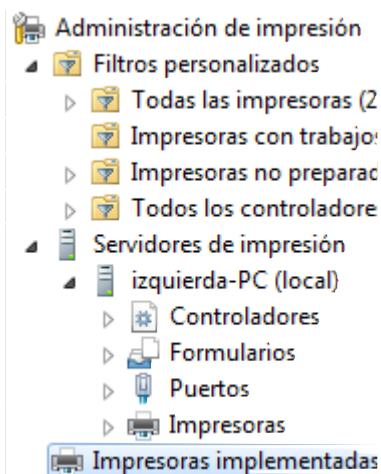 Administración de impresión
Filtros personalizados
Todas las impresoras (2
Impresoras con trabajo
Impresoras no prepara
Todos los controladore
Servidores de impresión
izquierda-PC (local)
Controladores
Formularios
Puertos
Impresoras
Impresoras implementadas